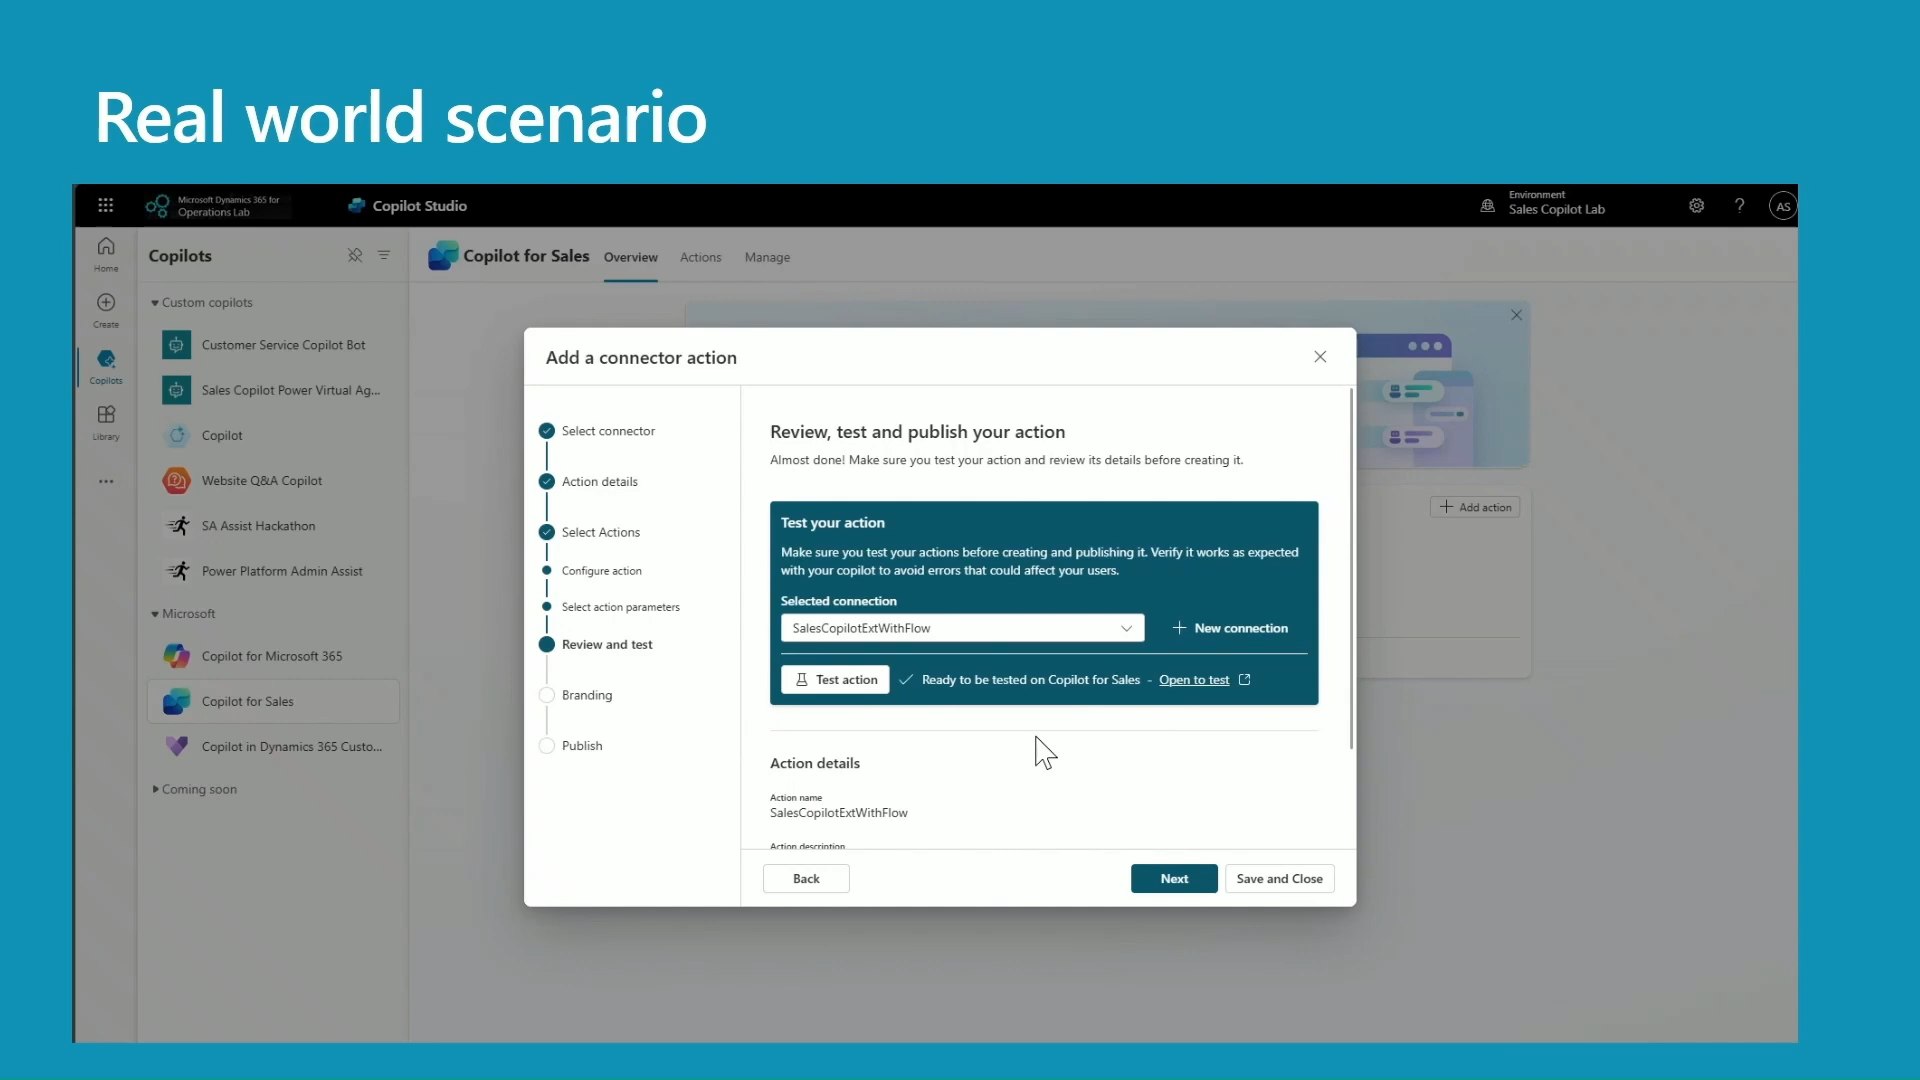 Real world scenario
Microsoft Dynamics 365 for
Operations Lab
Copilot Studio
Environment
Sales Copilot Lab
?
AS
Home
Create
Copilots
Library
Copilots
Custom copilots
Customer Service Copilot Bot
Sales Copilot Power Virtual Ag...
Copilot
Website Q&A Copilot
SA Assist Hackathon
Power Platform Admin Assist
Microsoft
Copilot for Microsoft 365
Copilot for Sales
Copilot in Dynamics 365 Custo...
Coming soon
Copilot for Sales
Overview
Actions
Manage
Add action
Add a connector action
Select connector
Action details
Select Actions
Configure action
Select action parameters
Review and test
Branding
Publish
Review, test and publish your action
Almost done! Make sure you test your action and review its details before creating it.
Test your action
Make sure you test your actions before creating and publishing it. Verify it works as expected
with your copilot to avoid errors that could affect your users.
Selected connection
SalesCopilotExtWithFlow
New connection
Test action
Ready to be tested on Copilot for Sales - Open to test
Action details
Action name
SalesCopilotExtWithFlow
Action description
Back
Next
Save and Close